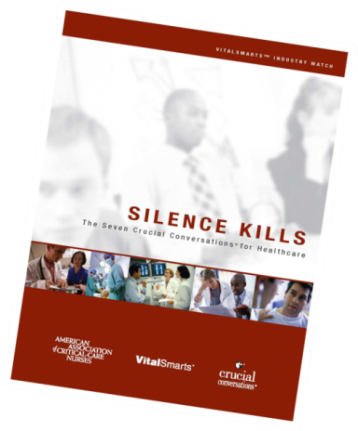 VITALSMARTS™ INDUSTRY WATCH
SILENCE KILLS
The Seven Crucial Conversations® for Healthcare
AMERICAN
ASSOCIATION
of CRITICAL-CARE
NURSES
VitalSmarts™
crucial
conversations®